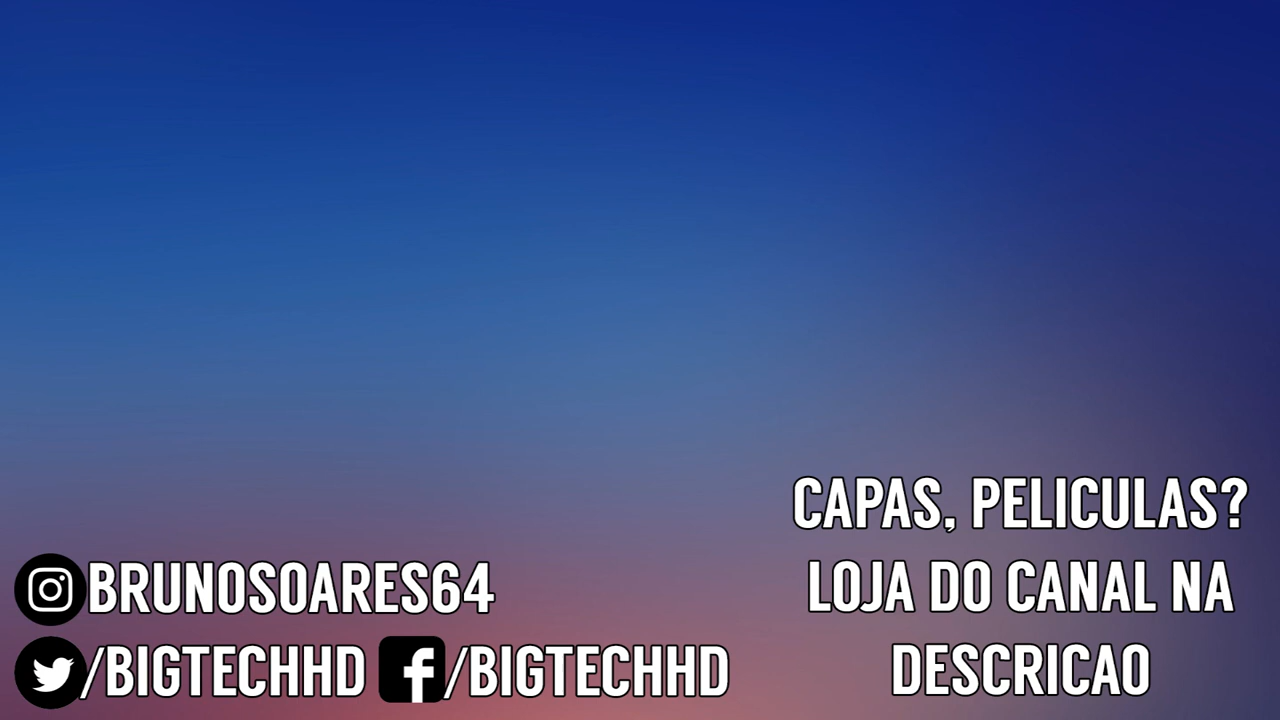 CAPAS, PELICULAS?
LOJA DO CANAL NA
DESCRICAO
BRUNOSOARES64
/BIGTECHHD /BIGTECHHD